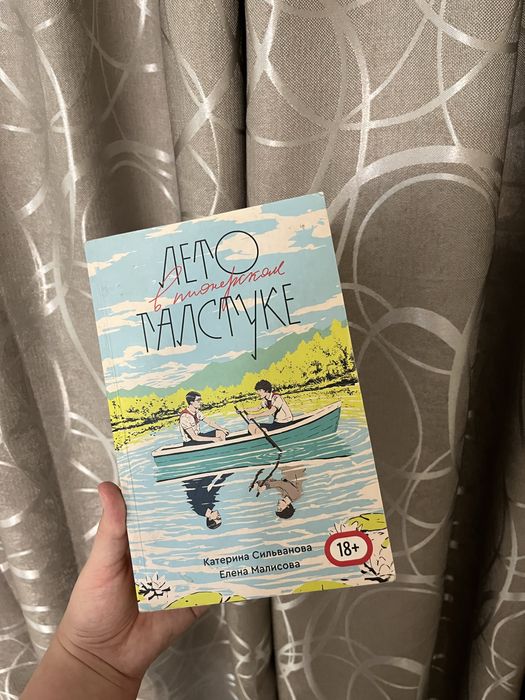 ЛЕТО
в пионерском
ГАЛСТУКЕ
Катерина Сильванова
Елена Малисова
18+